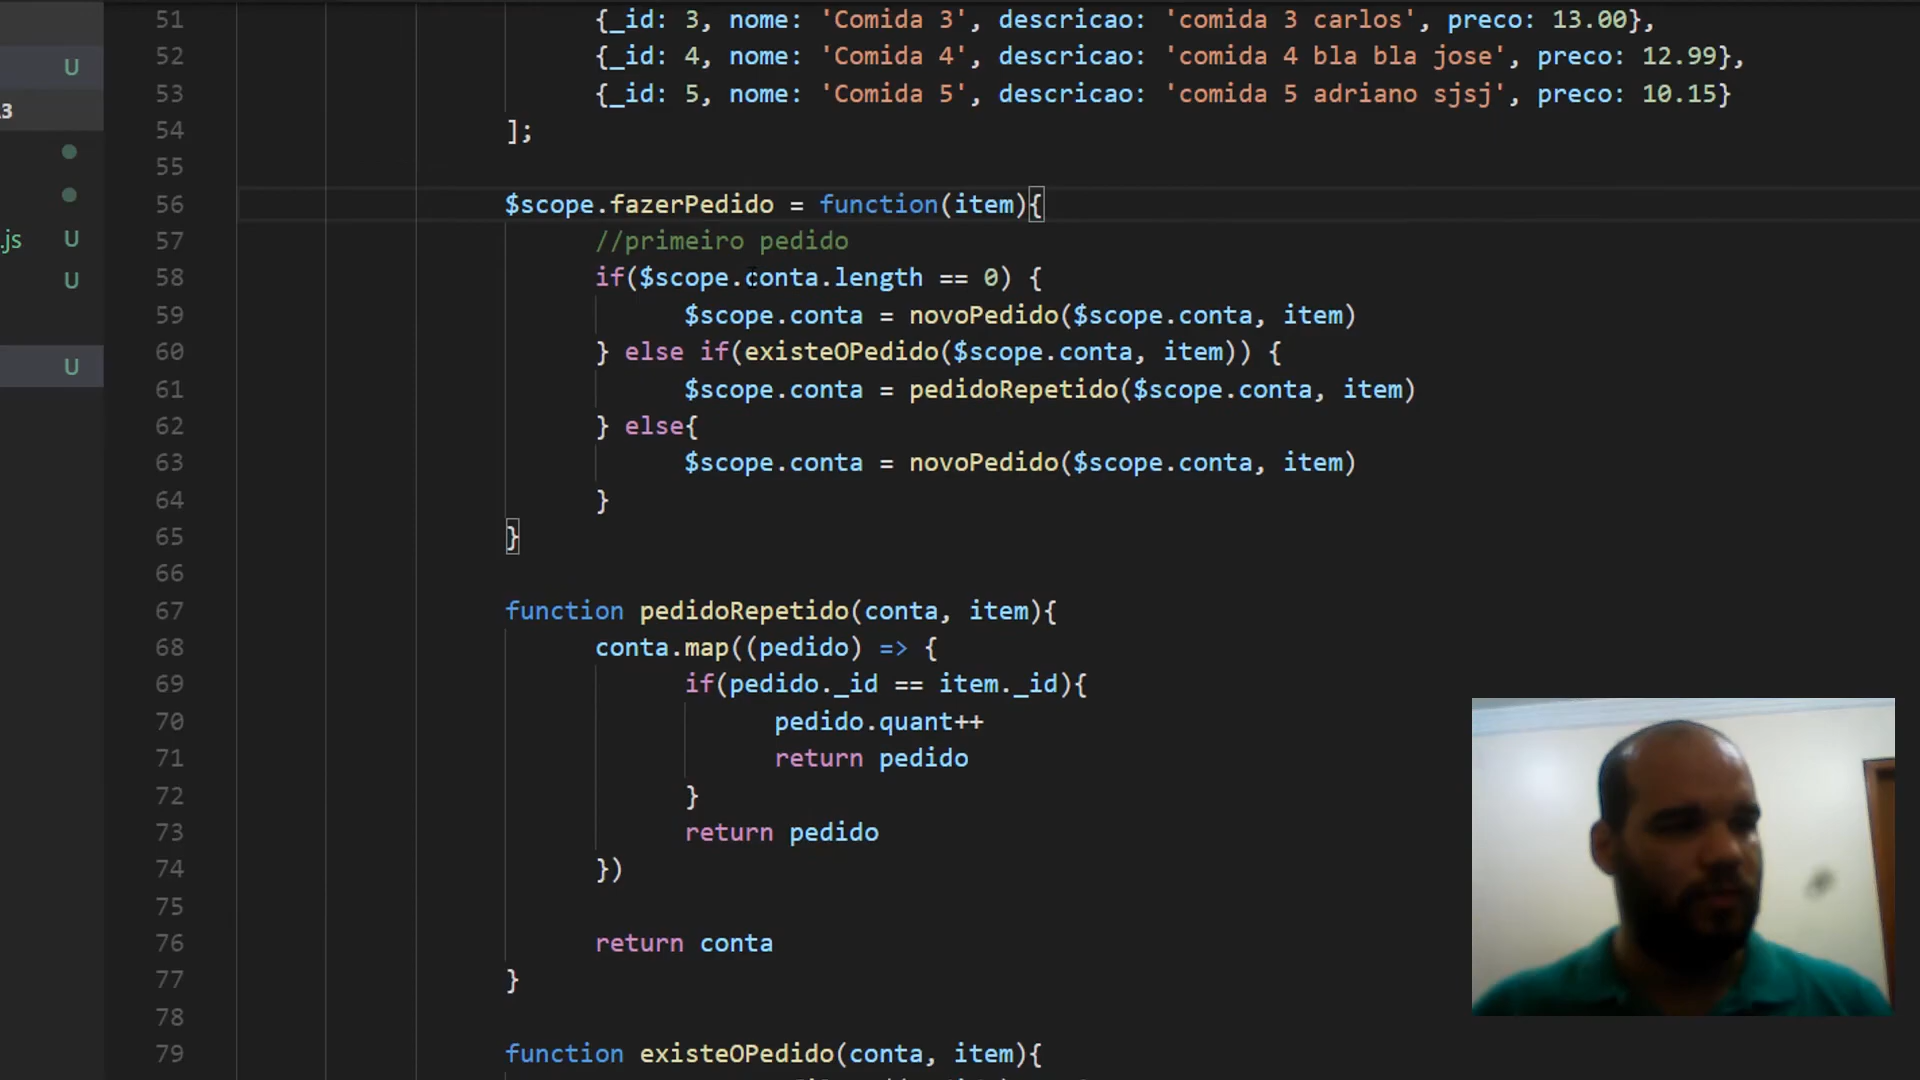 51 {_id: 3, nome: 'Comida 3', descricao: 'comida 3 carlos', preco: 13.00},
U 52 {_id: 4, nome: 'Comida 4', descricao: 'comida 4 bla bla jose', preco: 12.99},
3 53 {_id: 5, nome: 'Comida 5', descricao: 'comida 5 adriano sjsj', preco: 10.15}
54 ];
55
56 $scope.fazerPedido = function(item){
.js U 57 //primeiro pedido
U 58 if($scope.conta.length == 0) {
59 $scope.conta = novoPedido($scope.conta, item)
U 60 } else if(existeOPedido($scope.conta, item)) {
61 $scope.conta = pedidoRepetido($scope.conta, item)
62 } else{
63 $scope.conta = novoPedido($scope.conta, item)
64 }
65 }
66
67 function pedidoRepetido(conta, item){
68 conta.map((pedido) => {
69 if(pedido._id == item._id){
70 pedido.quant++
71 return pedido
72 }
73 return pedido
74 })
75
76 return conta
77 }
78
79 function existeOPedido(conta, item){